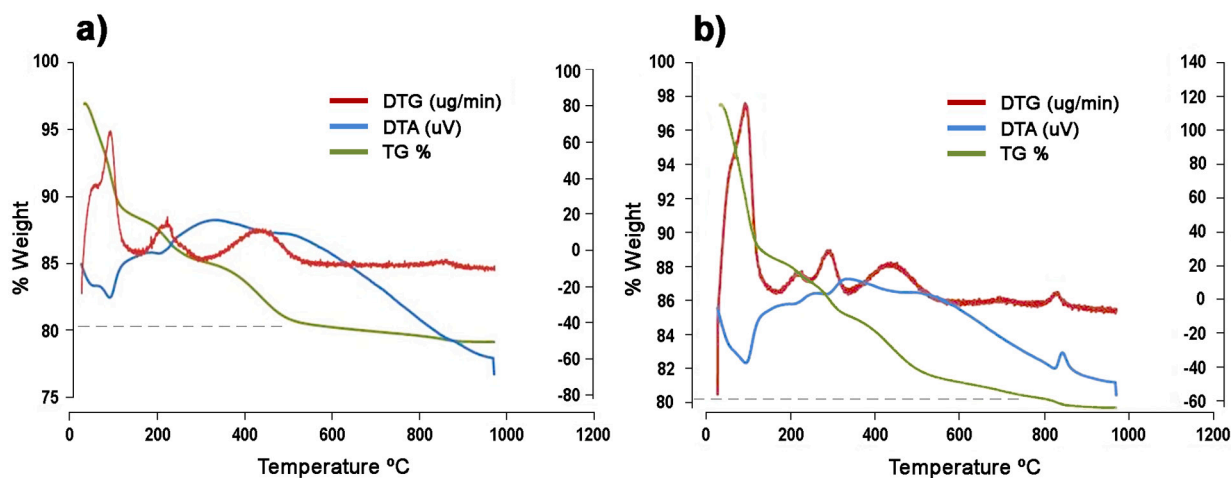 a)
100
95
90
85
80
75
% Weight
DTG (ug/min)
DTA (uV)
TG %
100
80
60
40
20
0
-20
-40
-60
-80
0 200 400 600 800 1000 1200
Temperature ºC
b)
100
98
96
94
92
90
88
86
84
82
80
% Weight
DTG (ug/min)
DTA (uV)
TG %
140
120
100
80
60
40
20
0
-20
-40
-60
0 200 400 600 800 1000 1200
Temperature ºC